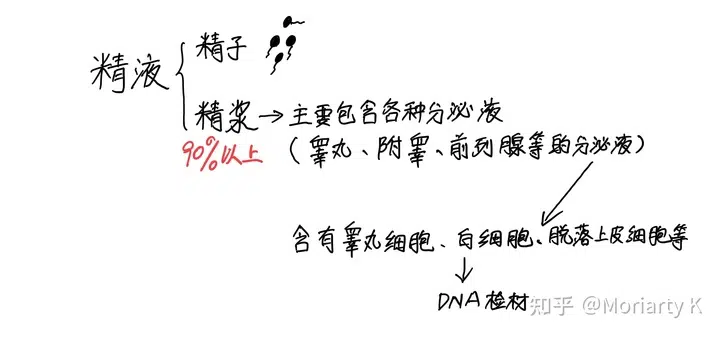 精液
精子
精浆→主要包含各种分泌液
90%以上
(睾丸、附睾、前列腺等的分泌液)
含有睾丸细胞、白细胞、脱落上皮细胞等
DNA检材
知乎 @Moriarty K